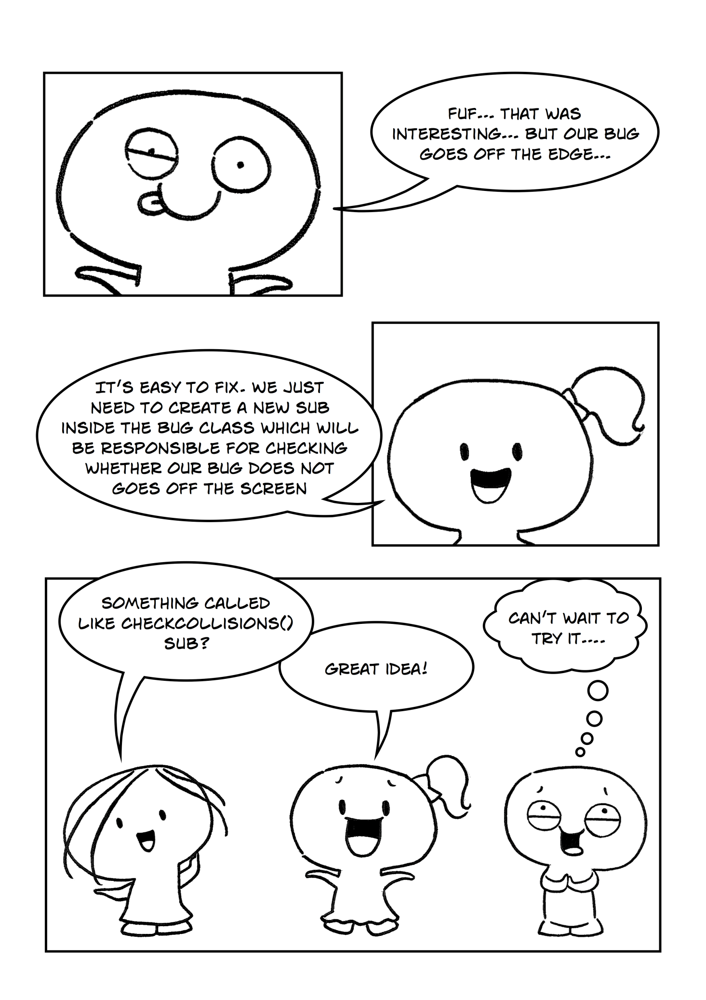 FUF... THAT WAS
INTERESTING... BUT OUR BUG
GOES OFF THE EDGE...
IT'S EASY TO FIX. WE JUST
NEED TO CREATE A NEW SUB
INSIDE THE BUG CLASS WHICH WILL
BE RESPONSIBLE FOR CHECKING
WHETHER OUR BUG DOES NOT
GOES OFF THE SCREEN
SOMETHING CALLED
LIKE CHECKCOLLISIONS()
SUB?
GREAT IDEA!
CAN'T WAIT TO
TRY IT....